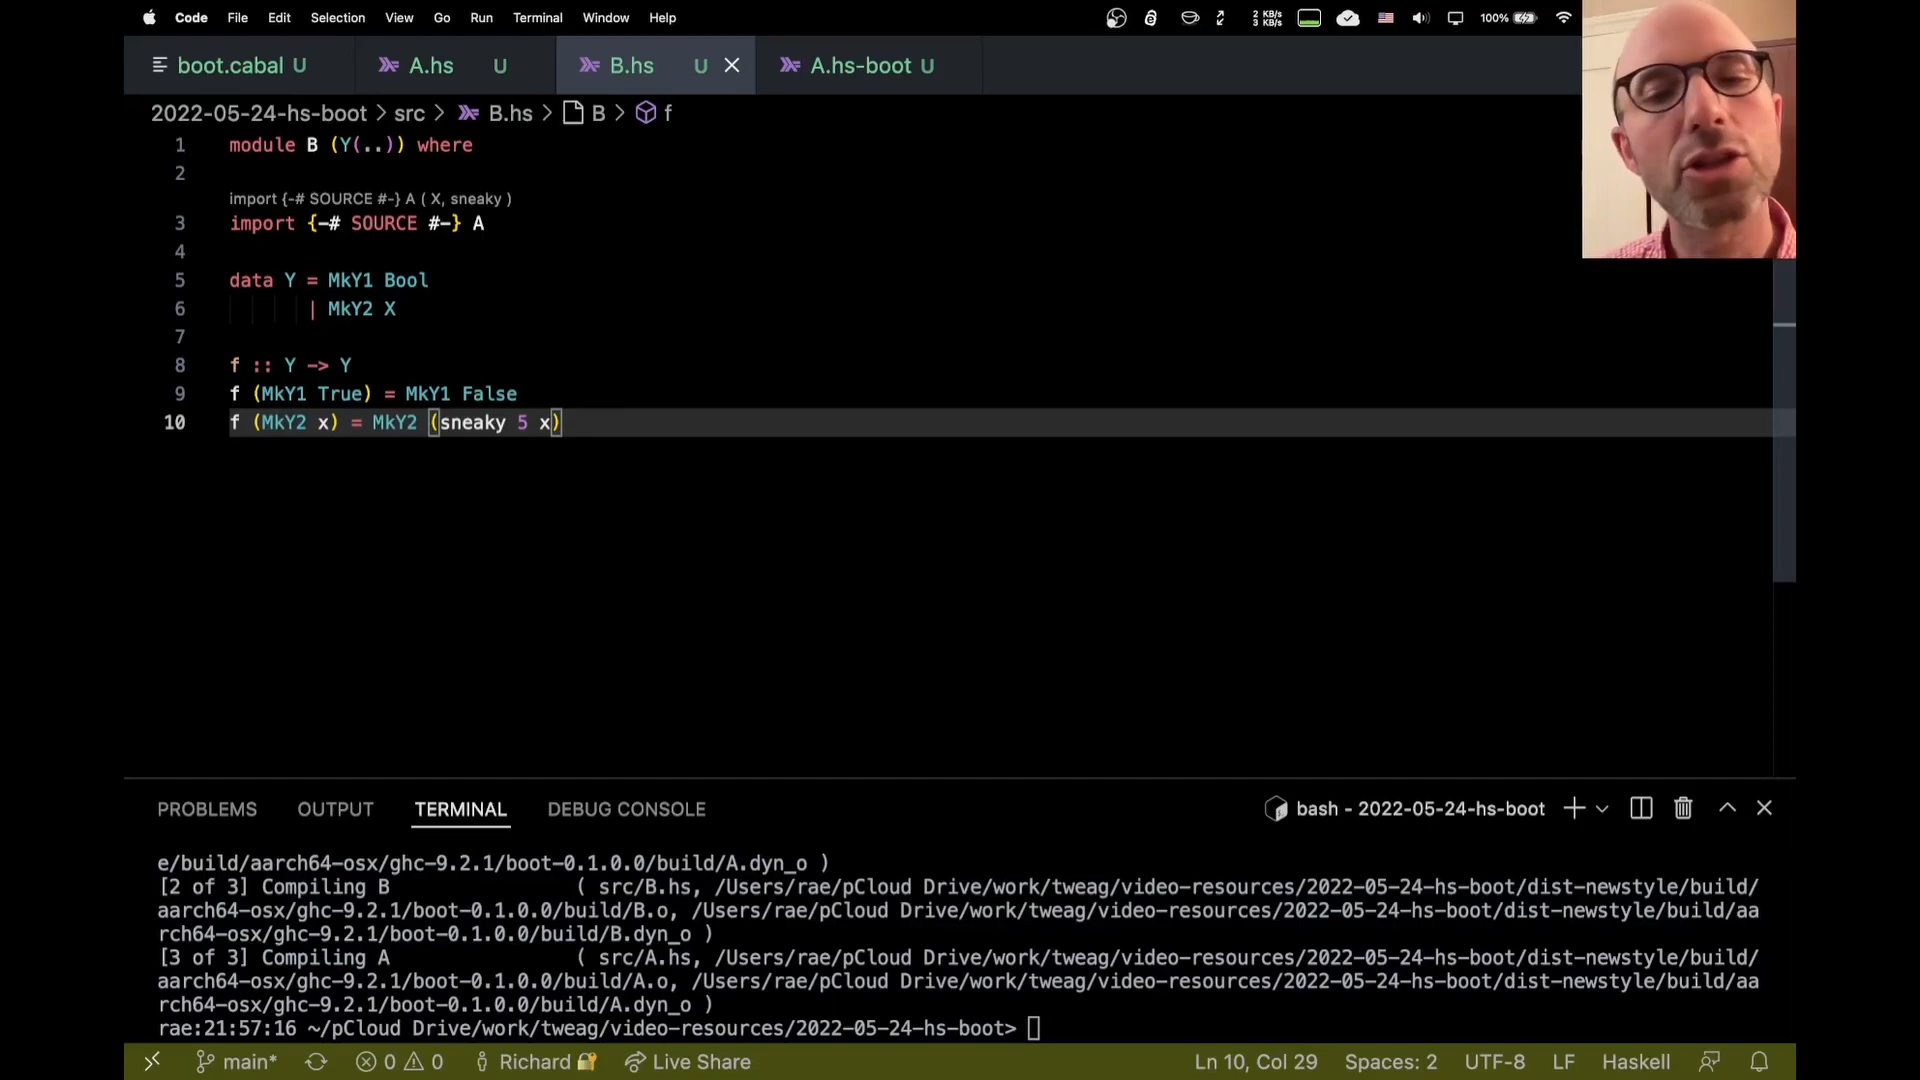 Code File Edit Selection View Go Run Terminal Window Help 2 KB/s 3 KB/s 100%
boot.cabal U A.hs U B.hs U A.hs-boot U
2022-05-24-hs-boot > src > B.hs > B > f
1 module B (Y(..)) where
2
import {-# SOURCE #-} A ( X, sneaky )
3 import {-# SOURCE #-} A
4
5 data Y = MkY1 Bool
6 | MkY2 X
7
8 f :: Y -> Y
9 f (MkY1 True) = MkY1 False
10 f (MkY2 x) = MkY2 (sneaky 5 x)
PROBLEMS OUTPUT TERMINAL DEBUG CONSOLE bash - 2022-05-24-hs-boot
e/build/aarch64-osx/ghc-9.2.1/boot-0.1.0.0/build/A.dyn_o )
[2 of 3] Compiling B ( src/B.hs, /Users/rae/pCloud Drive/work/tweag/video-resources/2022-05-24-hs-boot/dist-newstyle/build/
aarch64-osx/ghc-9.2.1/boot-0.1.0.0/build/B.o, /Users/rae/pCloud Drive/work/tweag/video-resources/2022-05-24-hs-boot/dist-newstyle/build/aa
rch64-osx/ghc-9.2.1/boot-0.1.0.0/build/B.dyn_o )
[3 of 3] Compiling A ( src/A.hs, /Users/rae/pCloud Drive/work/tweag/video-resources/2022-05-24-hs-boot/dist-newstyle/build/
aarch64-osx/ghc-9.2.1/boot-0.1.0.0/build/A.o, /Users/rae/pCloud Drive/work/tweag/video-resources/2022-05-24-hs-boot/dist-newstyle/build/aa
rch64-osx/ghc-9.2.1/boot-0.1.0.0/build/A.dyn_o )
rae:21:57:16 ~/pCloud Drive/work/tweag/video-resources/2022-05-24-hs-boot>
main* 0 0 Richard Live Share Ln 10, Col 29 Spaces: 2 UTF-8 LF Haskell